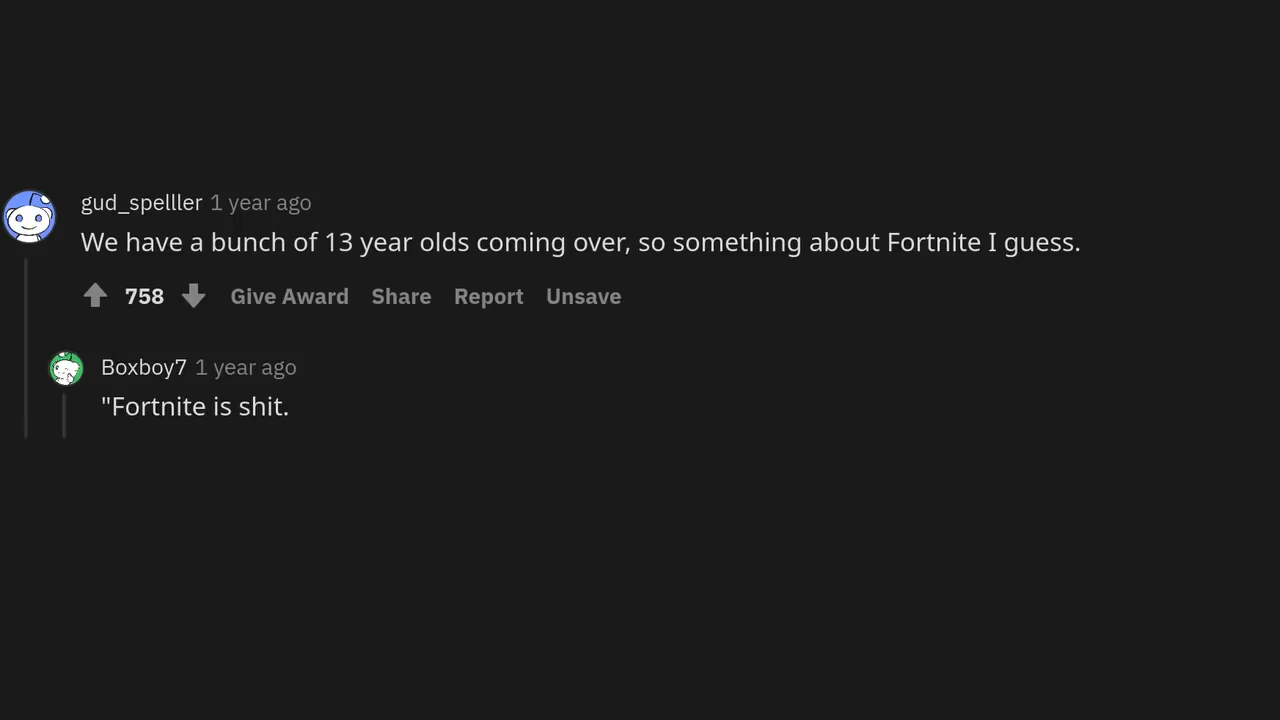 gud_spelller 1 year ago
We have a bunch of 13 year olds coming over, so something about Fortnite I guess.
758 Give Award Share Report Unsave
Boxboy7 1 year ago
"Fortnite is shit.